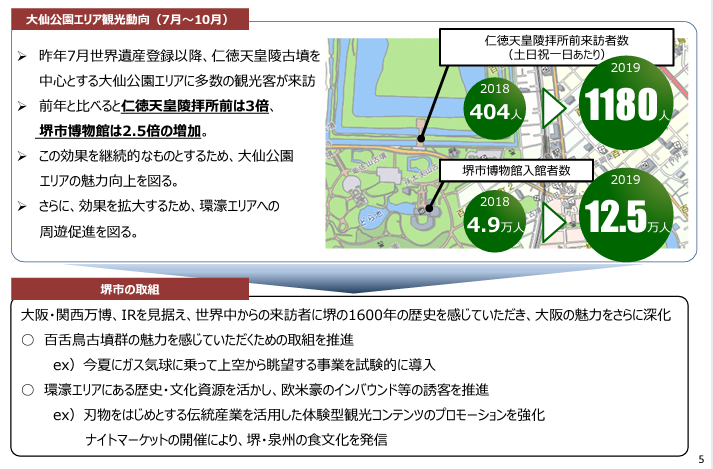 大仙公園エリア観光動向（7月～10月）
➢ 昨年7月世界遺産登録以降、仁徳天皇陵古墳を
中心とする大仙公園エリアに多数の観光客が来訪
➢ 前年と比べると仁徳天皇陵拝所前は3倍、
堺市博物館は2.5倍の増加。
➢ この効果を継続的なものとするため、大仙公園
エリアの魅力向上を図る。
➢ さらに、効果を拡大するため、環濠エリアへの
周遊促進を図る。
仁徳天皇陵拝所前来訪者数
（土日祝一日あたり）
2018
404人
2019
1180人
堺市博物館入館者数
2018
4.9万人
2019
12.5万人
堺市の取組
大阪・関西万博、IRを見据え、世界中からの来訪者に堺の1600年の歴史を感じていただき、大阪の魅力をさらに深化
○ 百舌鳥古墳群の魅力を感じていただくための取組を推進
ex）今夏にガス気球に乗って上空から眺望する事業を試験的に導入
○ 環濠エリアにある歴史・文化資源を活かし、欧米豪のインバウンド等の誘客を推進
ex）刃物をはじめとする伝統産業を活用した体験型観光コンテンツのプロモーションを強化
ナイトマーケットの開催により、堺・泉州の食文化を発信
5